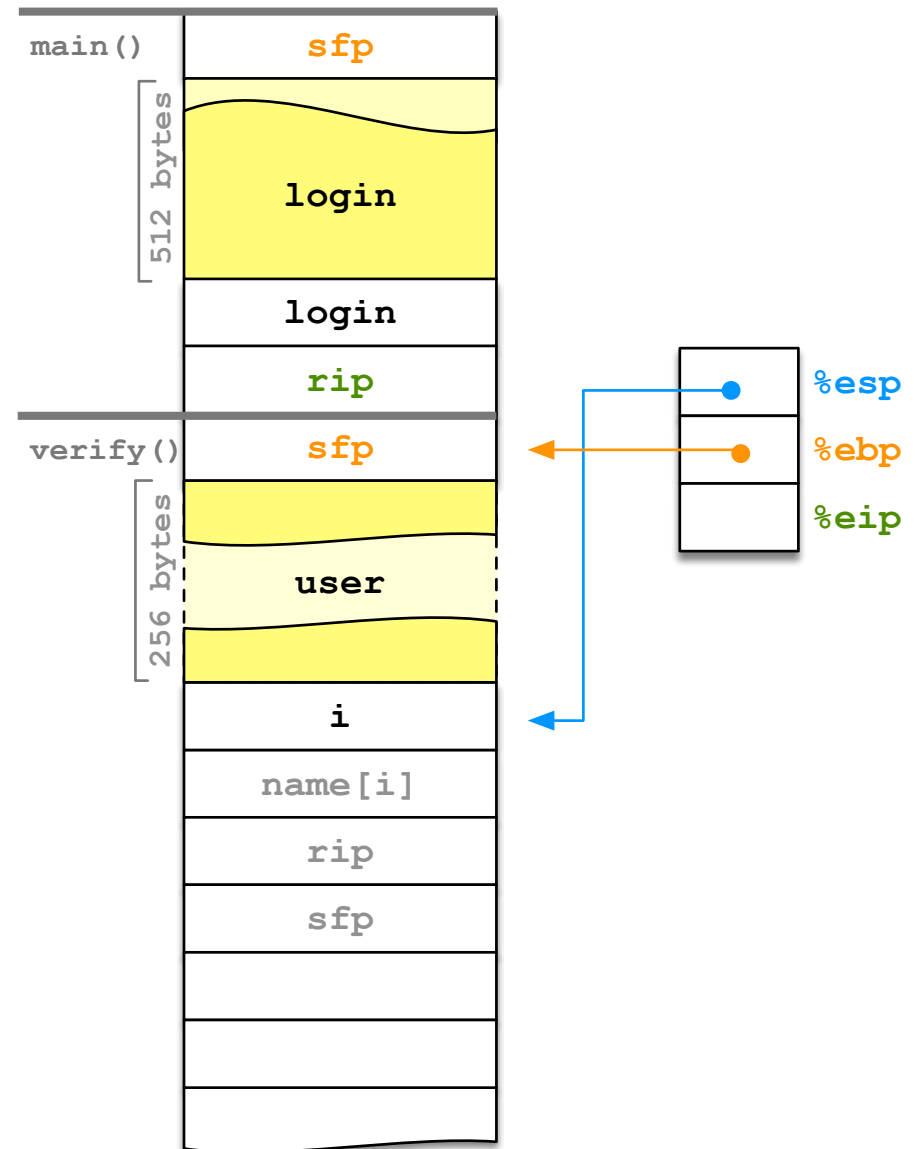 main()
sfp
512 bytes
login
login
rip
%esp
verify()
sfp
%ebp
%eip
256 bytes
user
i
name[i]
rip
sfp